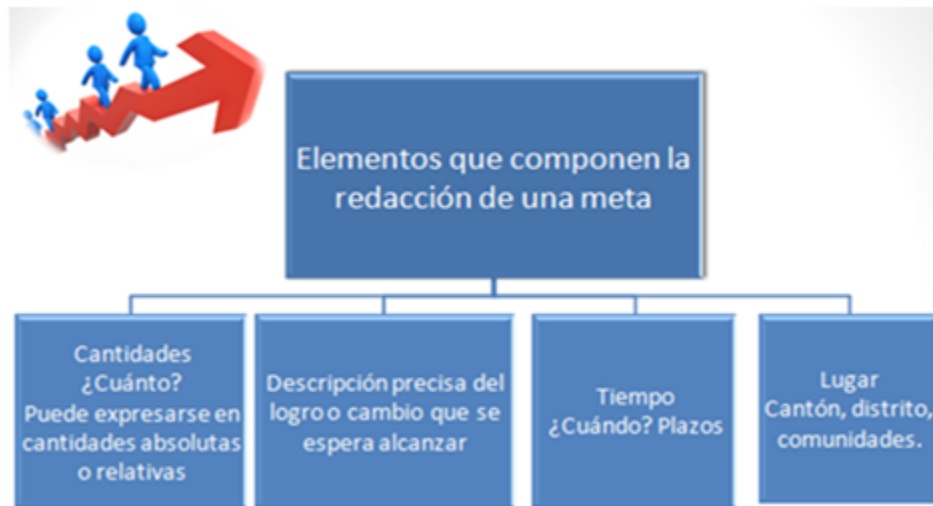 Elementos que componen la
redacción de una meta
Cantidades
¿Cuánto?
Puede expresarse en
cantidades absolutas
o relativas
Descripción precisa del
logro o cambio que se
espera alcanzar
Tiempo
¿Cuándo? Plazos
Lugar
Cantón, distrito,
comunidades.